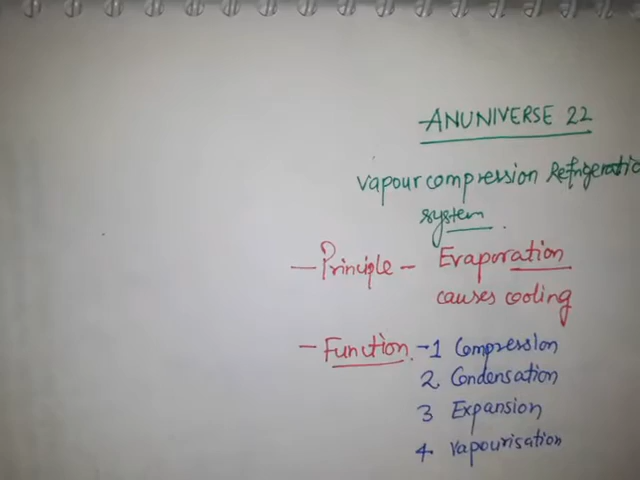 ANUNIVERSE 22
Vapour compression Refrigeratio
system.
- Principle - Evaporation
causes cooling
- Function. - 1 Compression
2 Condensation
3 Expansion
4 Vapourisation